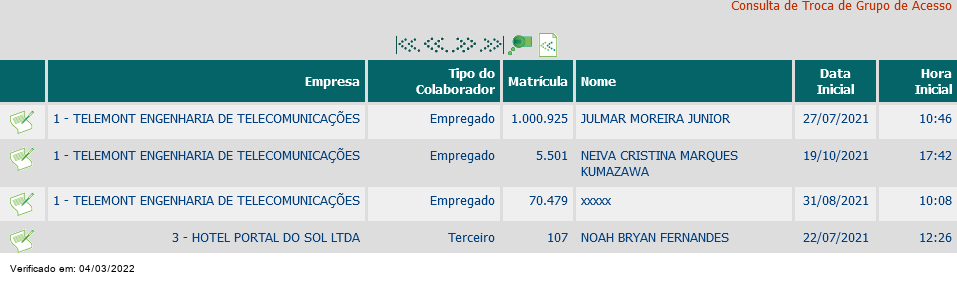 Consulta de Troca de Grupo de Acesso
Empresa Tipo do Colaborador Matrícula Nome Data Inicial Hora Inicial
1 - TELEMONT ENGENHARIA DE TELECOMUNICAÇÕES Empregado 1.000.925 JULMAR MOREIRA JUNIOR 27/07/2021 10:46
1 - TELEMONT ENGENHARIA DE TELECOMUNICAÇÕES Empregado 5.501 NEIVA CRISTINA MARQUES KUMAZAWA 19/10/2021 17:42
1 - TELEMONT ENGENHARIA DE TELECOMUNICAÇÕES Empregado 70.479 xxxxx 31/08/2021 10:08
3 - HOTEL PORTAL DO SOL LTDA Terceiro 107 NOAH BRYAN FERNANDES 22/07/2021 12:26
Verificado em: 04/03/2022